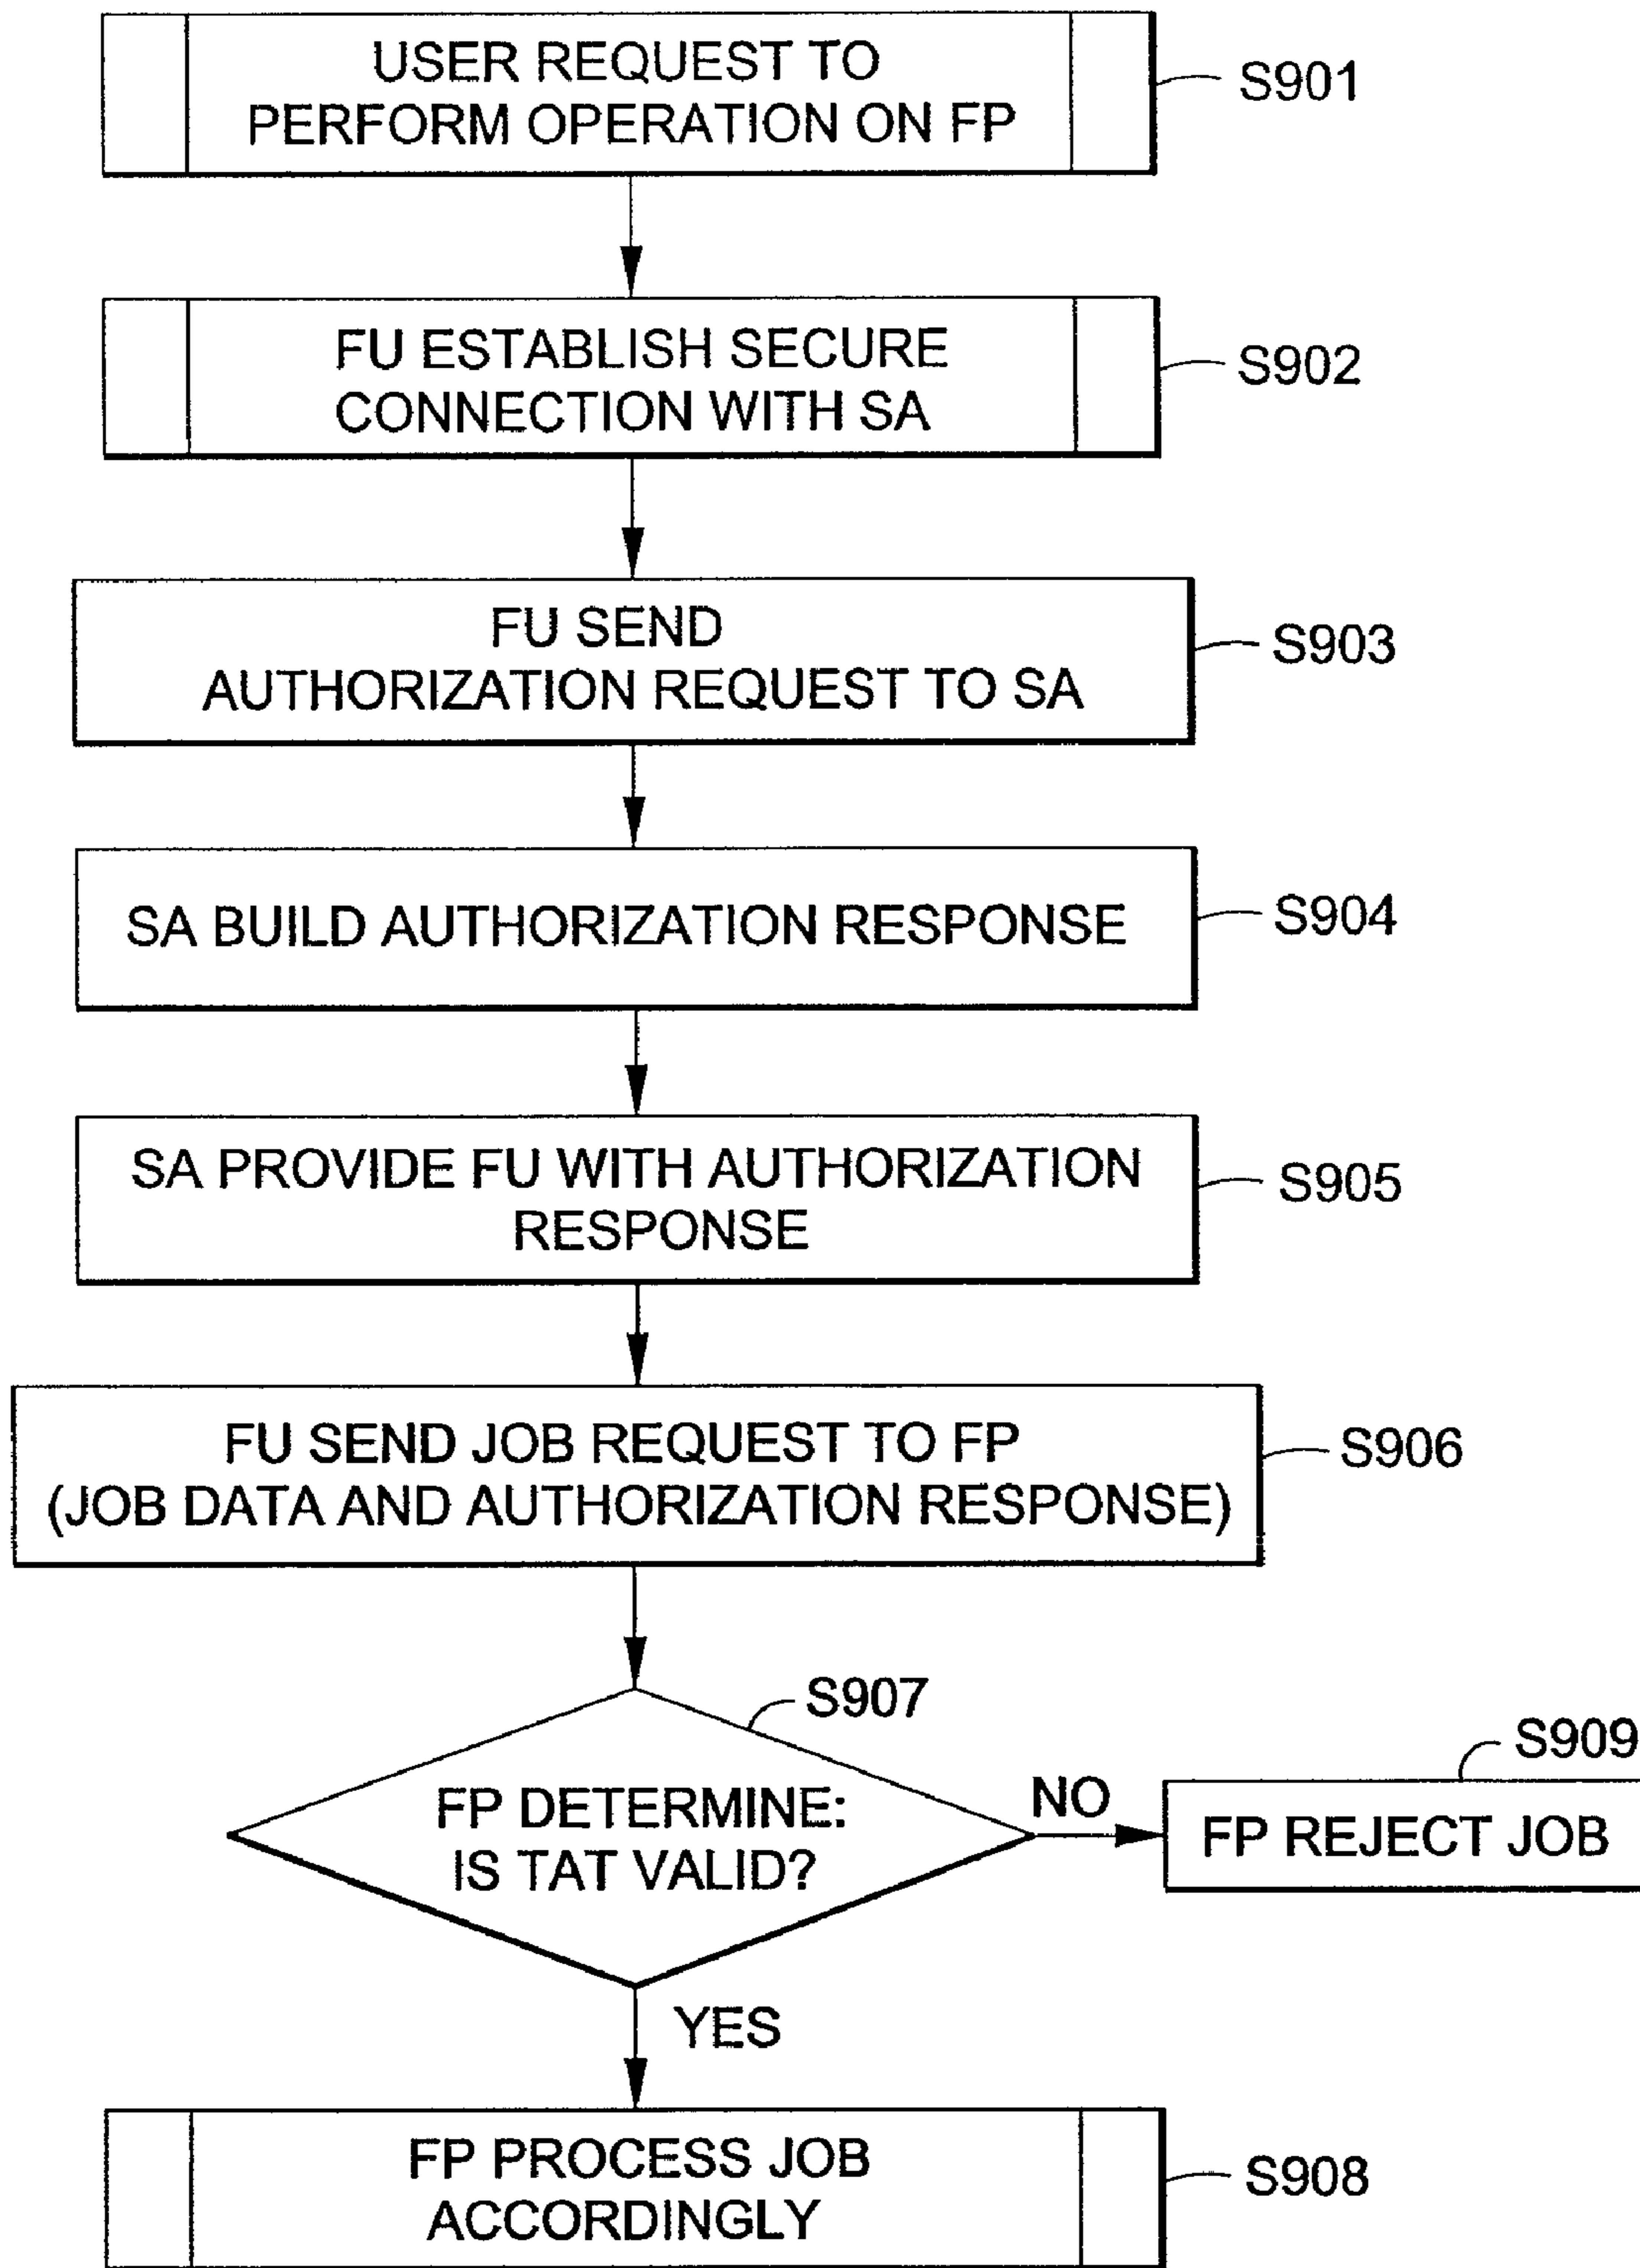 USER REQUEST TO
PERFORM OPERATION ON FP
S901
FU ESTABLISH SECURE
CONNECTION WITH SA
S902
FU SEND
AUTHORIZATION REQUEST TO SA
S903
SA BUILD AUTHORIZATION RESPONSE
S904
SA PROVIDE FU WITH AUTHORIZATION
RESPONSE
S905
FU SEND JOB REQUEST TO FP
(JOB DATA AND AUTHORIZATION RESPONSE)
S906
S907
FP DETERMINE:
IS TAT VALID?
NO
S909
FP REJECT JOB
YES
FP PROCESS JOB
ACCORDINGLY
S908